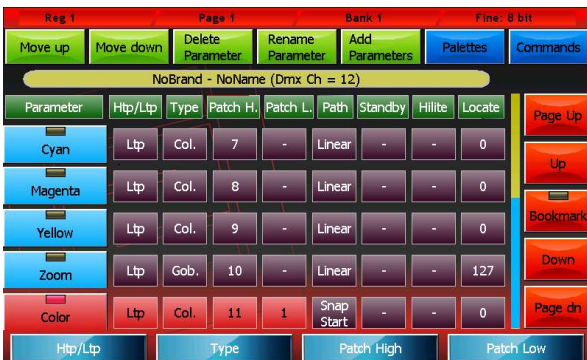 Reg 1 Page 1 Bank 1 Fine: 8 bit
Move up Move down Delete Parameter Rename Parameter Add Parameters Palettes Commands
NoBrand - NoName (Dmx Ch = 12)
Parameter Htp/Ltp Type Patch H. Patch L. Path Standby Hilite Locate Page Up
Cyan Ltp Col. 7 - Linear - - 0 Up
Magenta Ltp Col. 8 - Linear - - 0 Bookmark
Yellow Ltp Col. 9 - Linear - - 0
Zoom Ltp Gob. 10 - Linear - - 127 Down
Color Ltp Col. 11 1 Snap Start - - 0 Page dn
Htp/Ltp Type Patch High Patch Low